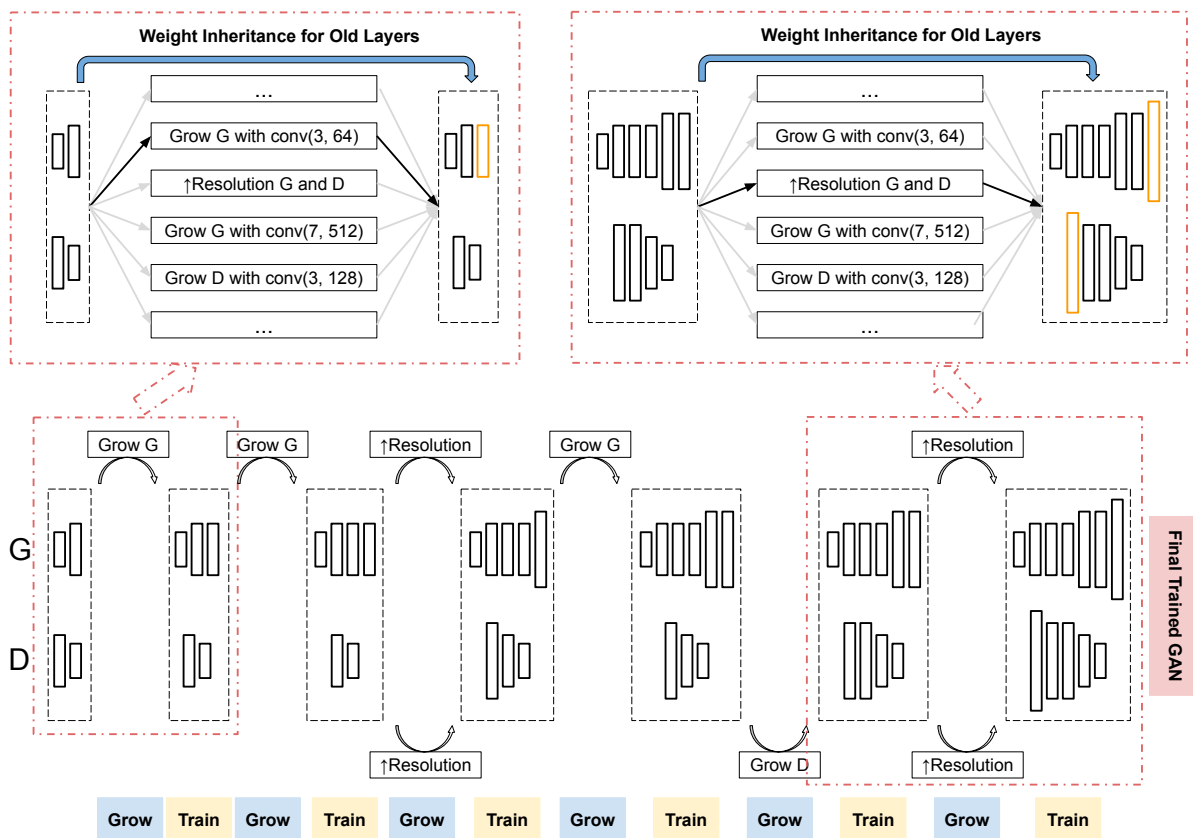 Weight Inheritance for Old Layers
...
Grow G with conv(3, 64)
↑Resolution G and D
Grow G with conv(7, 512)
Grow D with conv(3, 128)
...
Weight Inheritance for Old Layers
...
Grow G with conv(3, 64)
↑Resolution G and D
Grow G with conv(7, 512)
Grow D with conv(3, 128)
...
Grow G
Grow G
↑Resolution
Grow G
↑Resolution
G
D
Final Trained GAN
↑Resolution
Grow D
↑Resolution
Grow
Train
Grow
Train
Grow
Train
Grow
Train
Grow
Train
Grow
Train